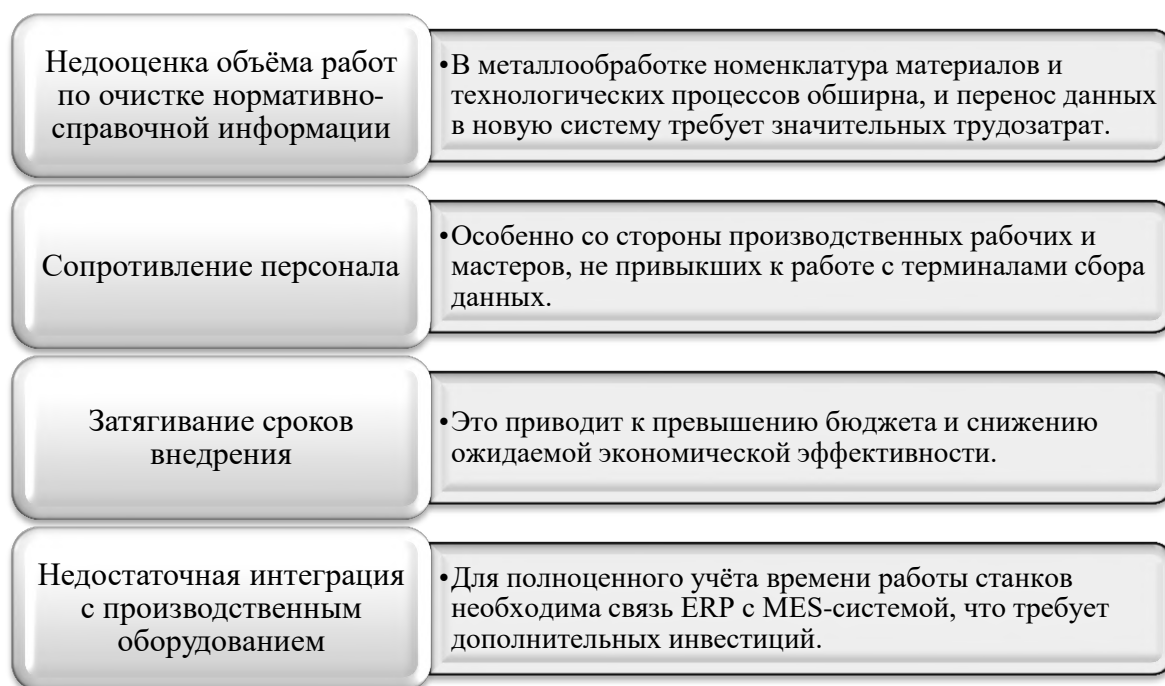 Недооценка объёма работ
по очистке нормативно-
справочной информации
•В металлообработке номенклатура материалов и
технологических процессов обширна, и перенос данных
в новую систему требует значительных трудозатрат.
Сопротивление персонала
•Особенно со стороны производственных рабочих и
мастеров, не привыкших к работе с терминалами сбора
данных.
Затягивание сроков
внедрения
•Это приводит к превышению бюджета и снижению
ожидаемой экономической эффективности.
Недостаточная интеграция
с производственным
оборудованием
•Для полноценного учёта времени работы станков
необходима связь ERP с MES-системой, что требует
дополнительных инвестиций.